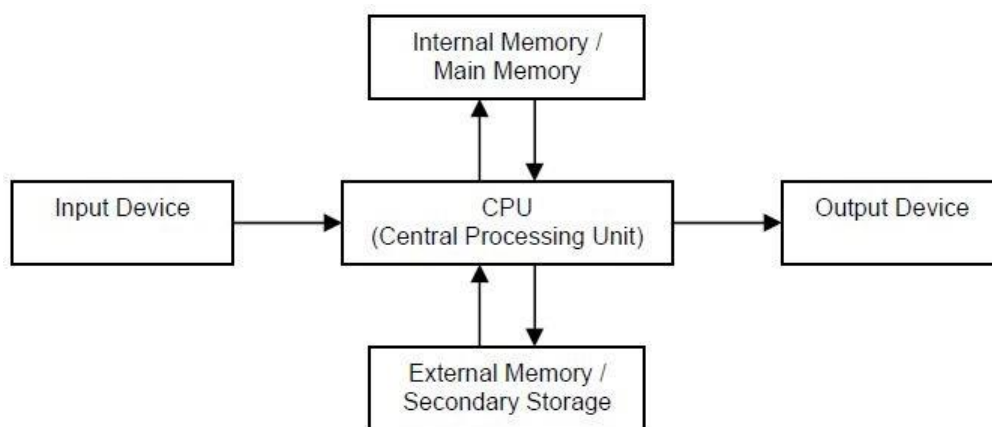 Internal Memory /
Main Memory
Input Device
CPU
(Central Processing Unit)
Output Device
External Memory /
Secondary Storage